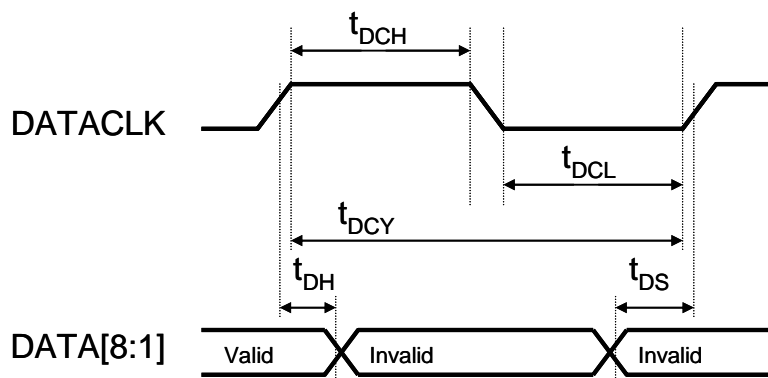 tDCH
DATACLK
tDCL
tDCY
tDH
tDS
DATA[8:1]
Valid
Invalid
Invalid